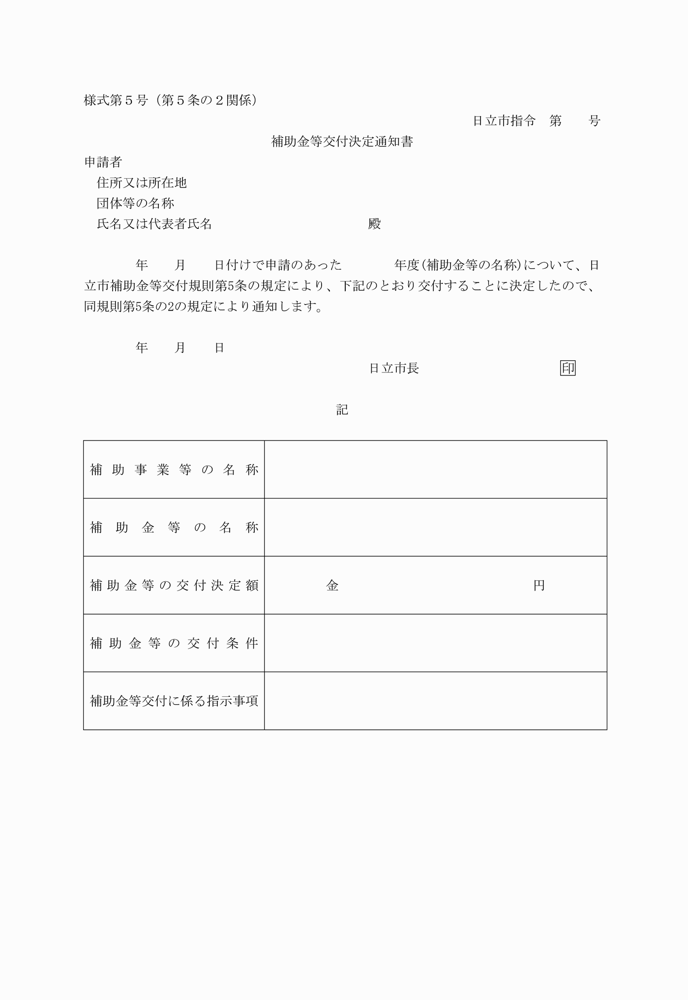 様式第５号（第５条の２関係）
日立市指令　第　　号
補助金等交付決定通知書
申請者
住所又は所在地
団体等の名称
氏名又は代表者氏名　　　　　　　　　　　　殿
年　　月　　日付けで申請のあった　　　　年度(補助金等の名称)について、日
立市補助金等交付規則第5条の規定により、下記のとおり交付することに決定したので、
同規則第5条の2の規定により通知します。
年　　月　　日
日立市長　　　　　　　　　　　印
記
補助事業等の名称
補助金等の名称
補助金等の交付決定額　　　　　金　　　　　　　　　　　　　　　円
補助金等の交付条件
補助金等交付に係る指示事項